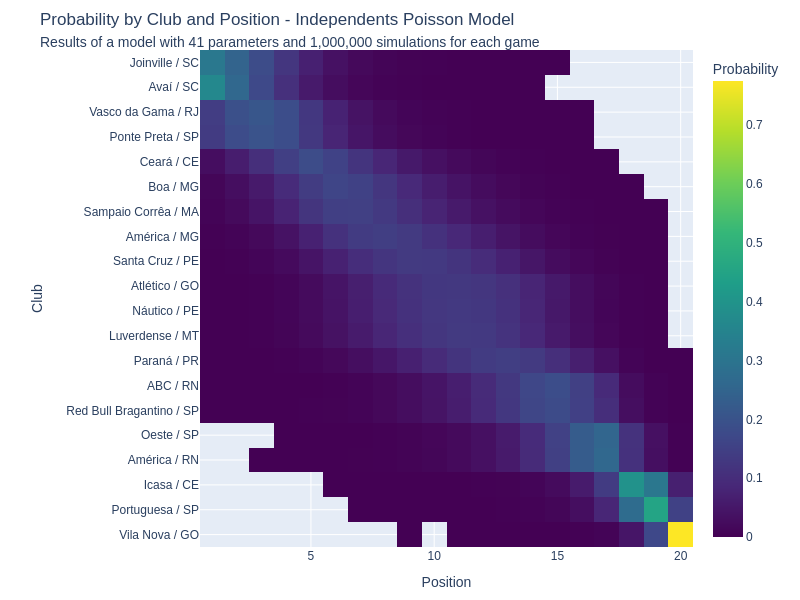 Probability by Club and Position - Independents Poisson Model
Results of a model with 41 parameters and 1,000,000 simulations for each game
Probability
Joinville / SC
Avaí / SC
Vasco da Gama / RJ
Ponte Preta / SP
Ceará / CE
Boa / MG
Sampaio Corrêa / MA
América / MG
Santa Cruz / PE
Atlético / GO
Náutico / PE
Luverdense / MT
Paraná / PR
ABC / RN
Red Bull Bragantino / SP
Oeste / SP
América / RN
Icasa / CE
Portuguesa / SP
Vila Nova / GO
Club
5
10
15
20
Position
0.7
0.6
0.5
0.4
0.3
0.2
0.1
0